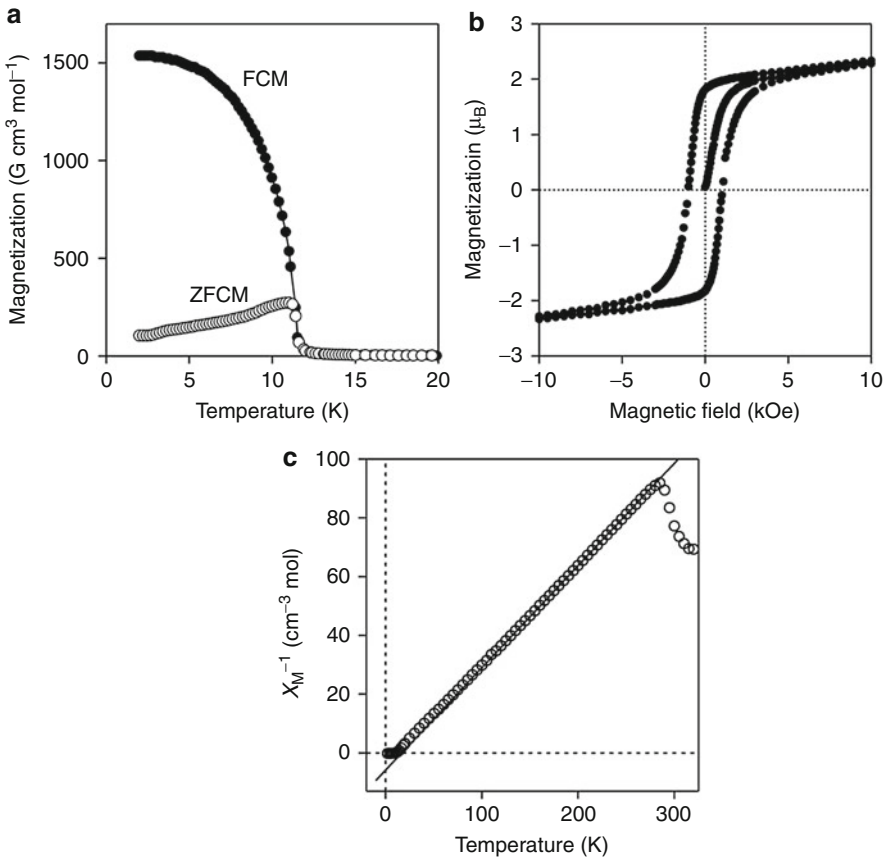 a
Magnetization (G cm³ mol⁻¹)
1500
1000
500
0
FCM
ZFCM
0 5 10 15 20
Temperature (K)
b
Magnetizatioin (μB)
3
2
1
0
−1
−2
−3
−10 −5 0 5 10
Magnetic field (kOe)
c
XM⁻¹ (cm⁻³ mol)
100
80
60
40
20
0
0 100 200 300
Temperature (K)